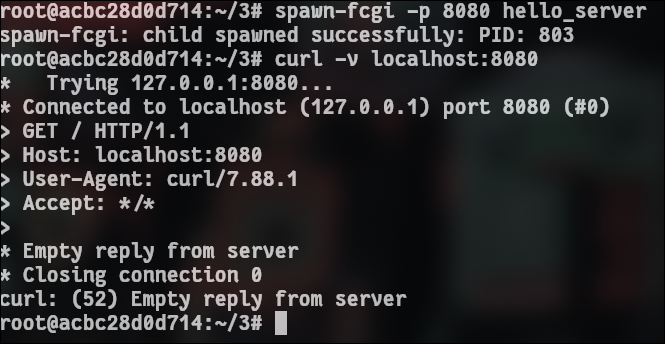 root@acbc28d0d714:~/3# spawn-fcgi -p 8080 hello_server
spawn-fcgi: child spawned successfully: PID: 803
root@acbc28d0d714:~/3# curl -v localhost:8080
*   Trying 127.0.0.1:8080...
* Connected to localhost (127.0.0.1) port 8080 (#0)
> GET / HTTP/1.1
> Host: localhost:8080
> User-Agent: curl/7.88.1
> Accept: */*
>
* Empty reply from server
* Closing connection 0
curl: (52) Empty reply from server
root@acbc28d0d714:~/3#